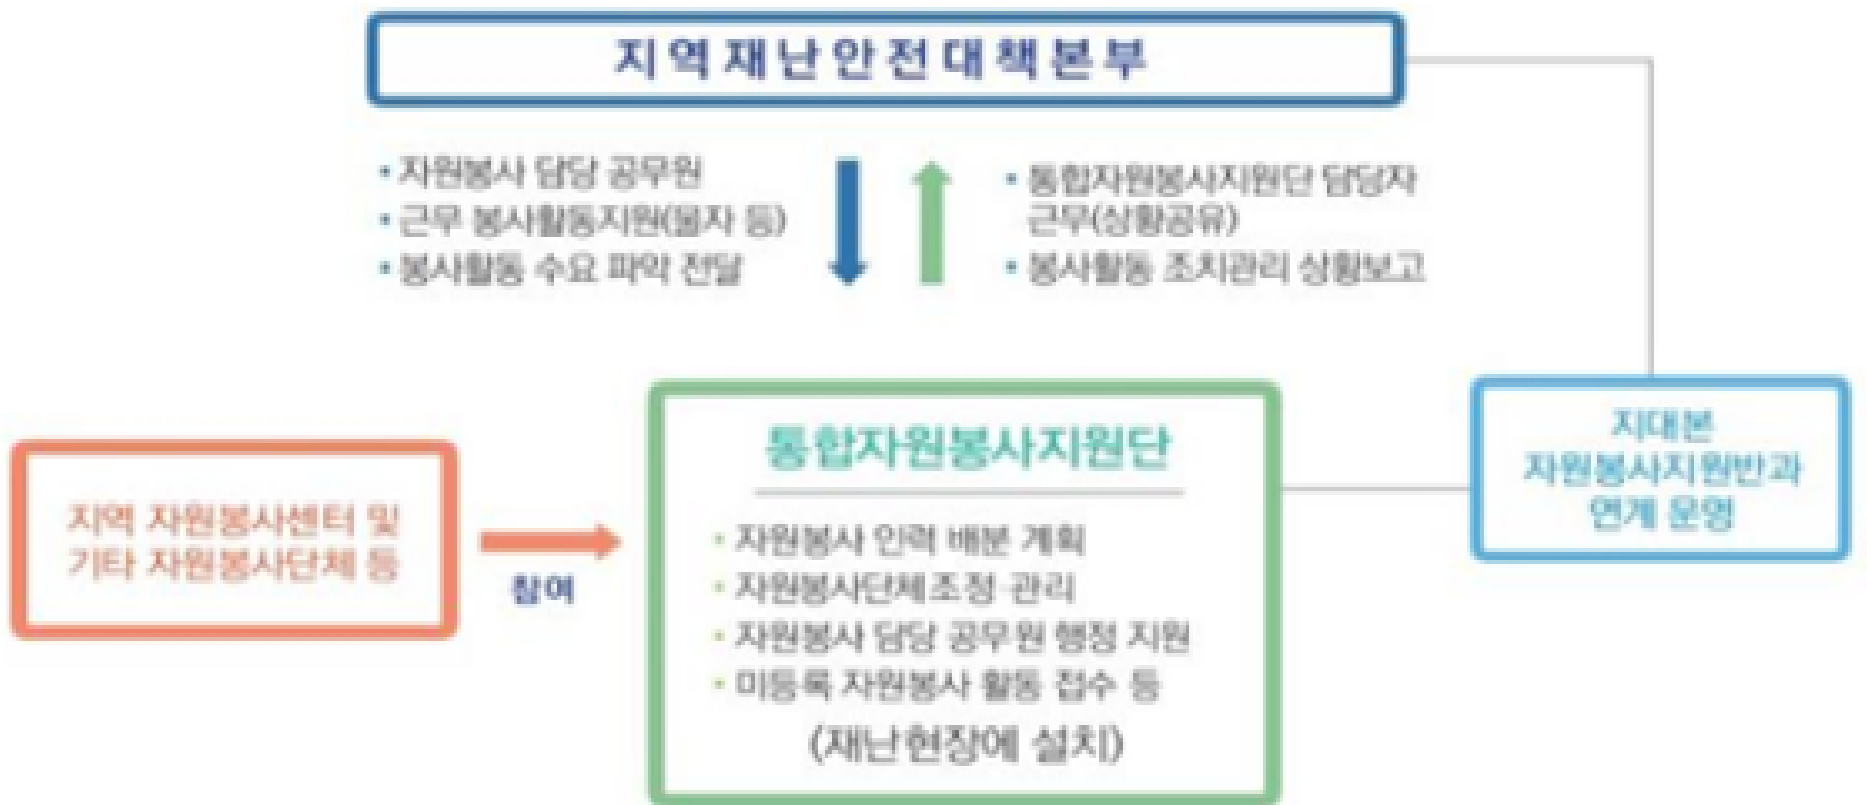 지역재난안전대책본부
• 자원봉사 담당 공무원
• 근무 봉사활동지원(물자 등)
• 봉사활동 수요 파악 전달
• 통합자원봉사지원단 담당자
근무(상황공유)
• 봉사활동 조치관리 상황보고
지역 자원봉사센터 및
기타 자원봉사단체 등
참여
통합자원봉사지원단
• 자원봉사 인력 배분 계획
• 자원봉사단체조정·관리
• 자원봉사 담당 공무원 행정 지원
• 미등록 자원봉사 활동 접수 등
(재난현장에 설치)
지대본
자원봉사지원반과
연계 운영